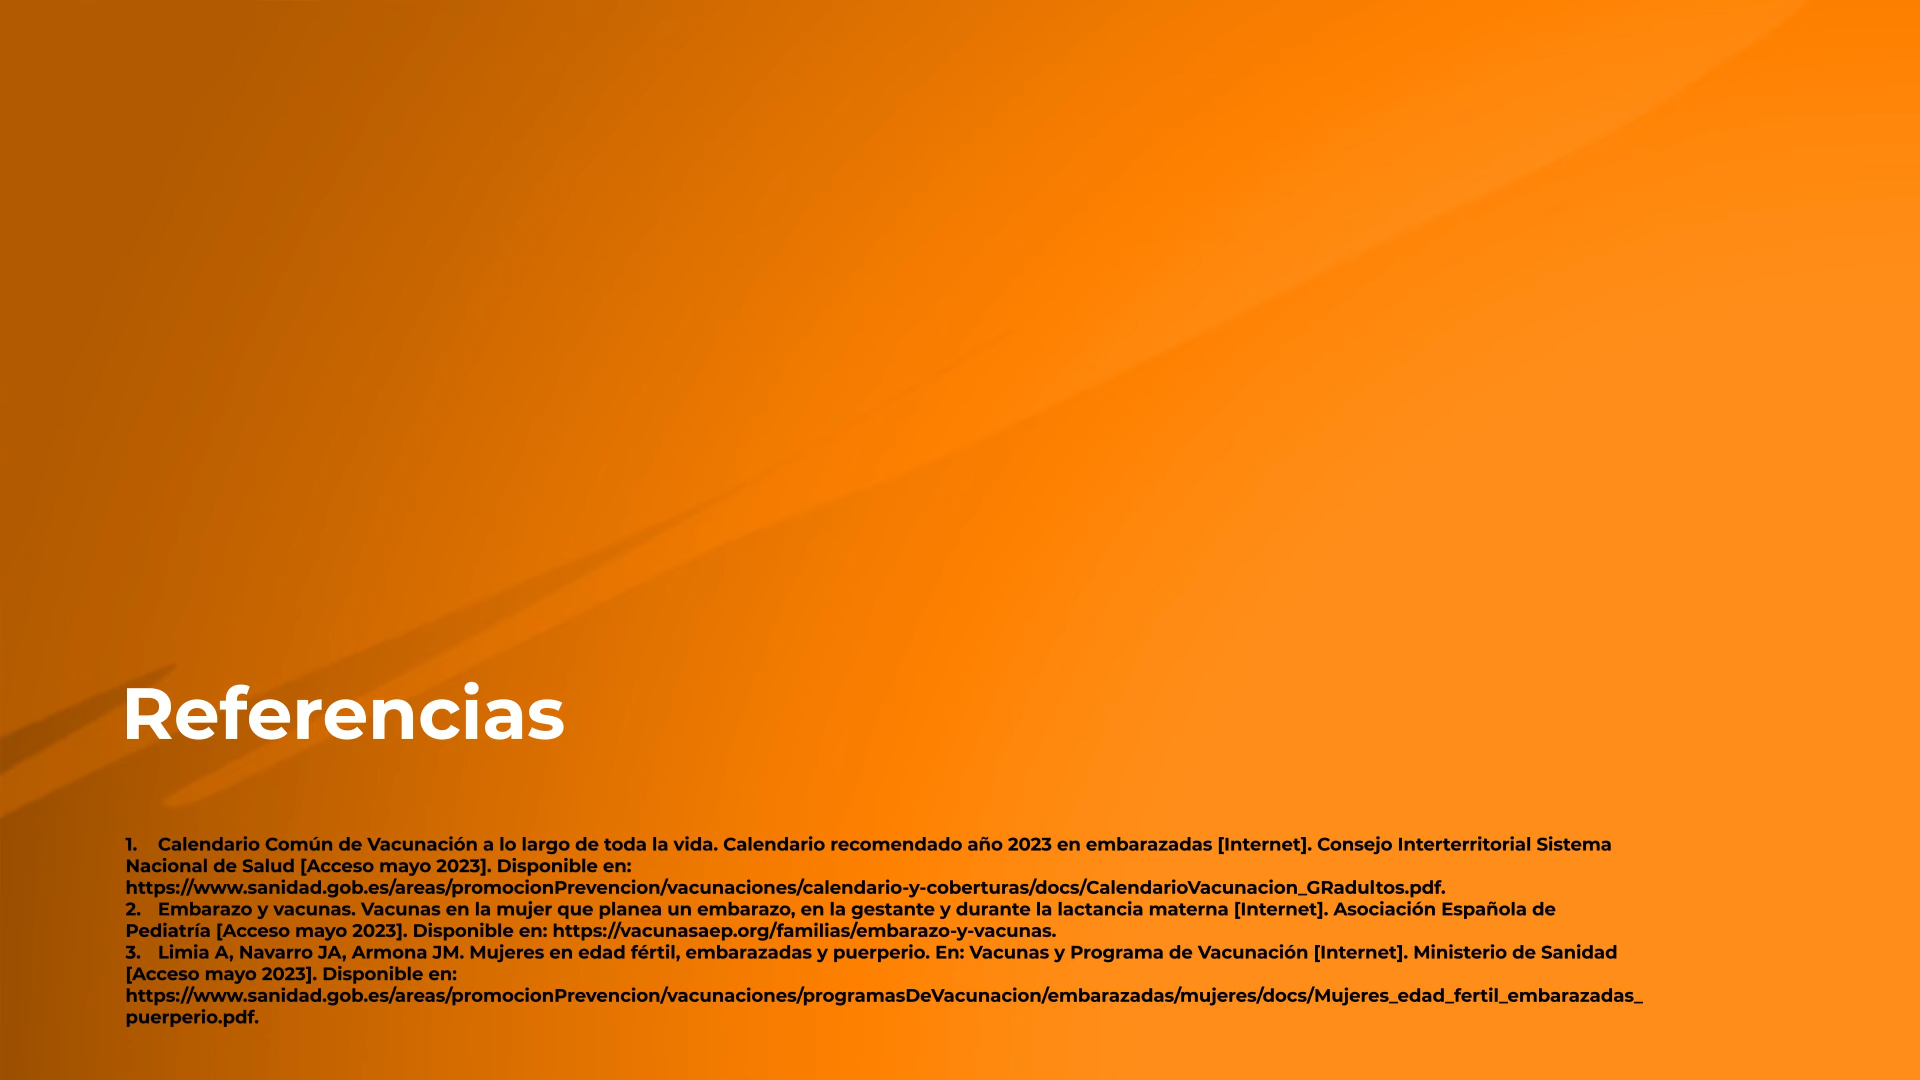 Referencias
1. Calendario Común de Vacunación a lo largo de toda la vida. Calendario recomendado año 2023 en embarazadas [Internet]. Consejo Interterritorial Sistema
Nacional de Salud [Acceso mayo 2023]. Disponible en:
https://www.sanidad.gob.es/areas/promocionPrevencion/vacunaciones/calendario-y-coberturas/docs/CalendarioVacunacion_GRadultos.pdf.
2. Embarazo y vacunas. Vacunas en la mujer que planea un embarazo, en la gestante y durante la lactancia materna [Internet]. Asociación Española de
Pediatría [Acceso mayo 2023]. Disponible en: https://vacunasaep.org/familias/embarazo-y-vacunas.
3. Limia A, Navarro JA, Armona JM. Mujeres en edad fértil, embarazadas y puerperio. En: Vacunas y Programa de Vacunación [Internet]. Ministerio de Sanidad
[Acceso mayo 2023]. Disponible en:
https://www.sanidad.gob.es/areas/promocionPrevencion/vacunaciones/programasDeVacunacion/embarazadas/mujeres/docs/Mujeres_edad_fertil_embarazadas_
puerperio.pdf.